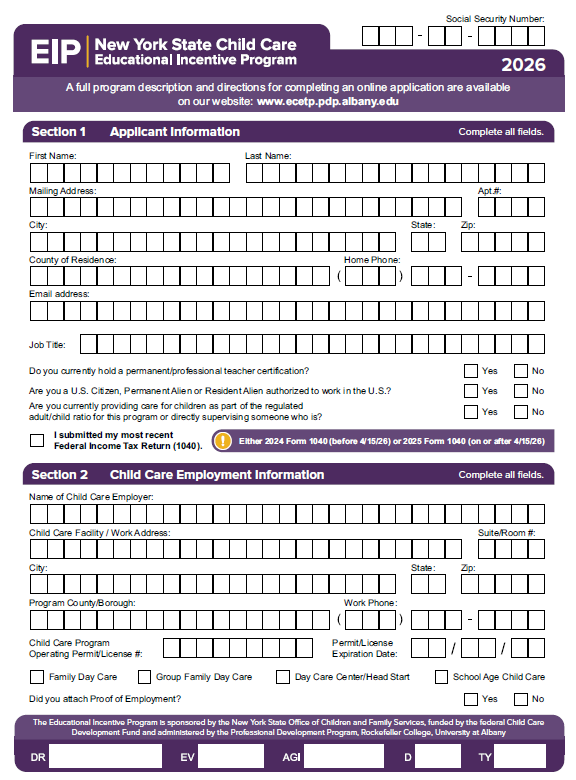 Social Security Number:
EIP New York State Child Care
Educational Incentive Program
2026
A full program description and directions for completing an online application are available
on our website: www.ecetp.pdp.albany.edu
Section 1 Applicant Information Complete all fields.
First Name: Last Name:
Mailing Address: Apt.#:
City: State: Zip:
County of Residence: Home Phone:
( ) -
Email address:
Job Title:
Do you currently hold a permanent/professional teacher certification? Yes No
Are you a U.S. Citizen, Permanent Alien or Resident Alien authorized to work in the U.S.? Yes No
Are you currently providing care for children as part of the regulated
adult/child ratio for this program or directly supervising someone who is? Yes No
I submitted my most recent
Federal Income Tax Return (1040). ! Either 2024 Form 1040 (before 4/15/26) or 2025 Form 1040 (on or after 4/15/26)
Section 2 Child Care Employment Information Complete all fields.
Name of Child Care Employer:
Child Care Facility / Work Address: Suite/Room #:
City: State: Zip:
Program County/Borough: Work Phone:
( ) -
Child Care Program
Operating Permit/License #:
Permit/License
Expiration Date: / /
Family Day Care Group Family Day Care Day Care Center/Head Start School Age Child Care
Did you attach Proof of Employment? Yes No
The Educational Incentive Program is sponsored by the New York State Office of Children and Family Services, funded by the federal Child Care
Development Fund and administered by the Professional Development Program, Rockefeller College, University at Albany
DR EV AGI D TY